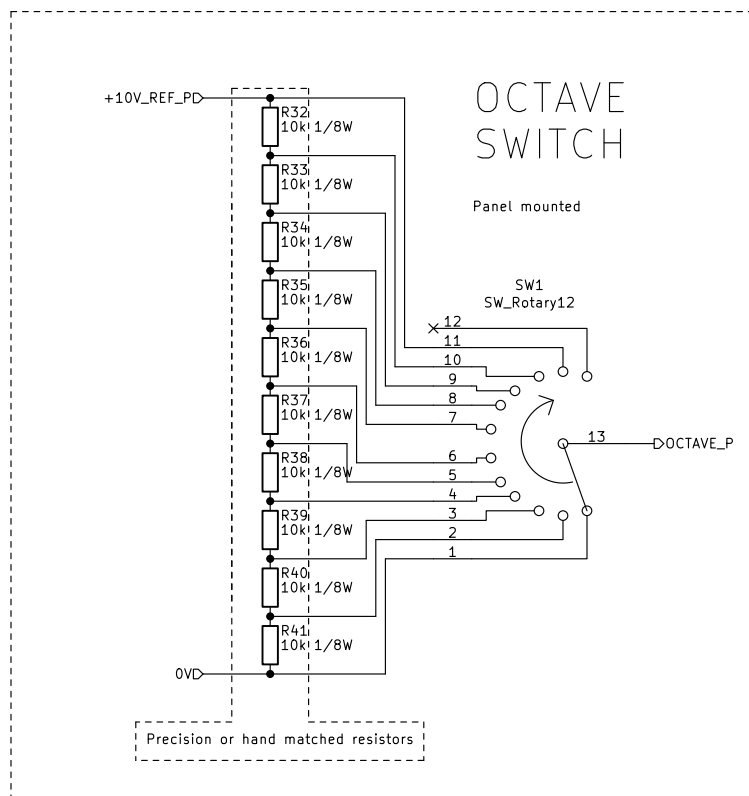 +10V_REF_P
R32
10k 1/8W
R33
10k 1/8W
R34
10k 1/8W
R35
10k 1/8W
R36
10k 1/8W
R37
10k 1/8W
R38
10k 1/8W
R39
10k 1/8W
R40
10k 1/8W
R41
10k 1/8W
0V
Precision or hand matched resistors
OCTAVE
SWITCH
Panel mounted
SW1
SW_Rotary12
12
11
10
9
8
7
6
5
4
3
2
1
13
OCTAVE_P